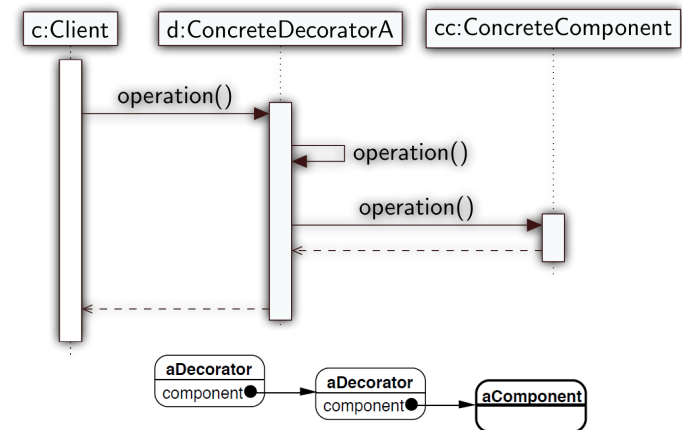 c:Client
d:ConcreteDecoratorA
cc:ConcreteComponent
operation()
operation()
operation()
aDecorator
component
aDecorator
component
aComponent